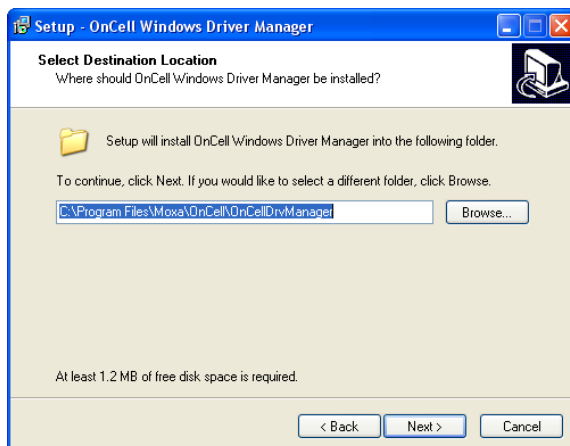 Setup - OnCell Windows Driver Manager
Select Destination Location
Where should OnCell Windows Driver Manager be installed?
Setup will install OnCell Windows Driver Manager into the following folder.
To continue, click Next. If you would like to select a different folder, click Browse.
C:\Program Files\Moxa\OnCell\OnCellDrvManager
Browse...
At least 1.2 MB of free disk space is required.
< Back
Next >
Cancel